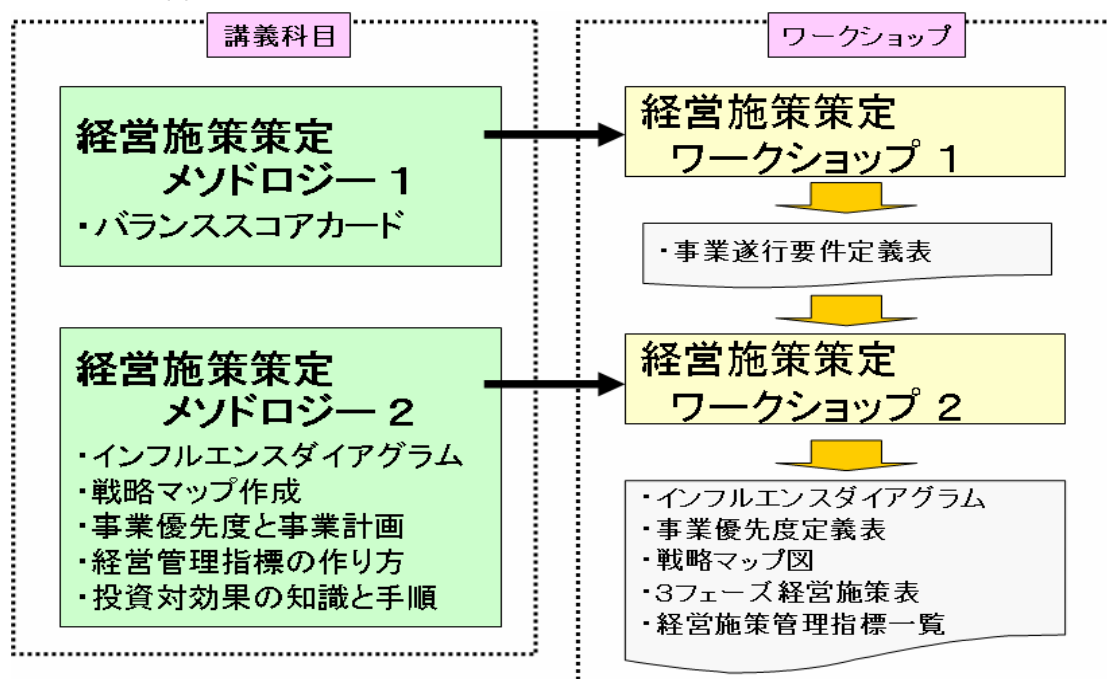 講義科目
経営施策策定
メソドロジー 1
・バランススコアカード
経営施策策定
メソドロジー 2
・インフルエンスダイアグラム
・戦略マップ作成
・事業優先度と事業計画
・経営管理指標の作り方
・投資対効果の知識と手順
ワークショップ
経営施策策定
ワークショップ 1
・事業遂行要件定義表
経営施策策定
ワークショップ 2
・インフルエンスダイアグラム
・事業優先度定義表
・戦略マップ図
・3フェーズ経営施策表
・経営施策管理指標一覧